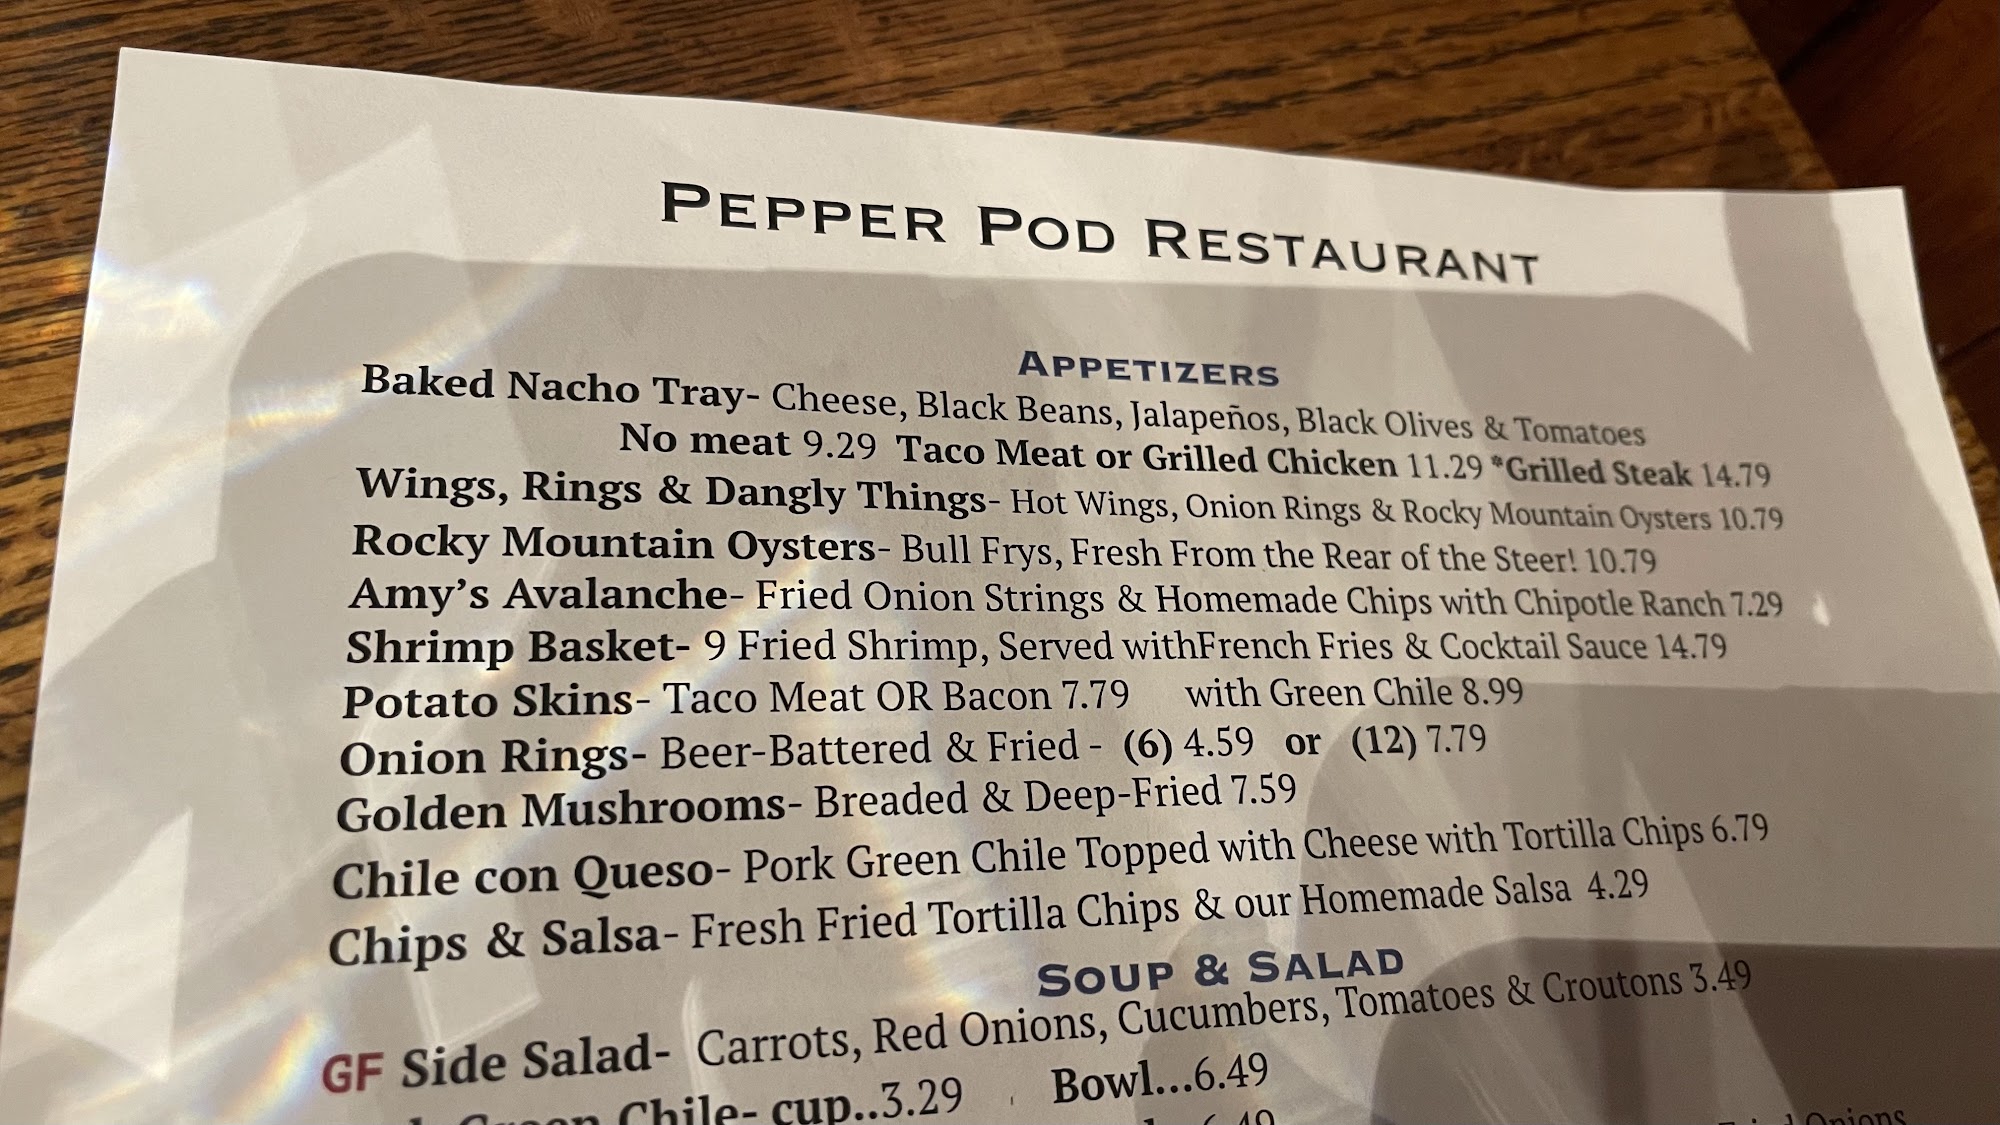 PEPPER POD RESTAURANT
APPETIZERS
Baked Nacho Tray- Cheese, Black Beans, Jalapeños, Black Olives & Tomatoes
No meat 9.29 Taco Meat or Grilled Chicken 11.29 *Grilled Steak 14.79
Wings, Rings & Dangly Things- Hot Wings, Onion Rings & Rocky Mountain Oysters 10.79
Rocky Mountain Oysters- Bull Frys, Fresh From the Rear of the Steer! 10.79
Amy's Avalanche- Fried Onion Strings & Homemade Chips with Chipotle Ranch 7.29
Shrimp Basket- 9 Fried Shrimp, Served withFrench Fries & Cocktail Sauce 14.79
Potato Skins- Taco Meat OR Bacon 7.79 with Green Chile 8.99
Onion Rings- Beer-Battered & Fried - (6) 4.59 or (12) 7.79
Golden Mushrooms- Breaded & Deep-Fried 7.59
Chile con Queso- Pork Green Chile Topped with Cheese with Tortilla Chips 6.79
Chips & Salsa- Fresh Fried Tortilla Chips & our Homemade Salsa 4.29
SOUP & SALAD
GF Side Salad- Carrots, Red Onions, Cucumbers, Tomatoes & Croutons 3.49
Green Chile- cup..3.29 Bowl...6.49
6.49 Onions